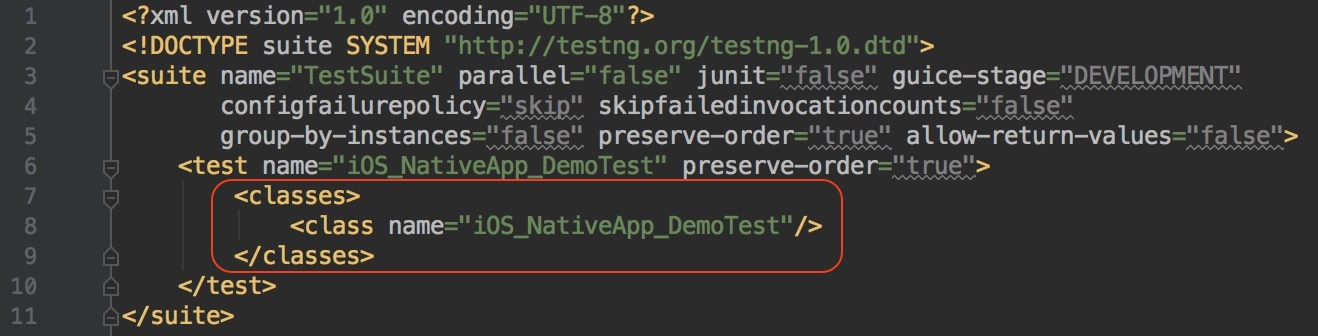 1 <?xml version="1.0" encoding="UTF-8"?>
2 <!DOCTYPE suite SYSTEM "http://testng.org/testng-1.0.dtd">
3 <suite name="TestSuite" parallel="false" junit="false" guice-stage="DEVELOPMENT"
4 configfailurepolicy="skip" skipfailedinvocationcounts="false"
5 group-by-instances="false" preserve-order="true" allow-return-values="false">
6 <test name="iOS_NativeApp_DemoTest" preserve-order="true">
7 <classes>
8 <class name="iOS_NativeApp_DemoTest"/>
9 </classes>
10 </test>
11 </suite>